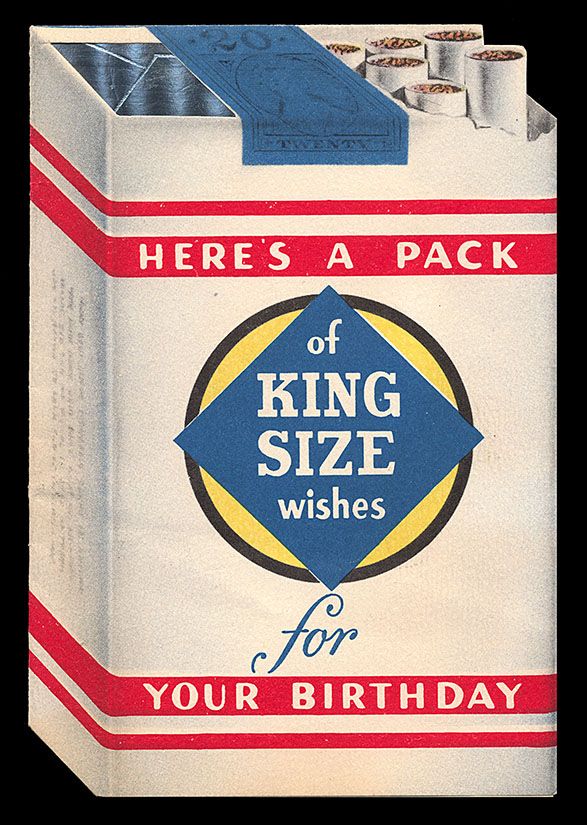 20
TWENTY
HERE'S A PACK
of
KING
SIZE
wishes
for
YOUR BIRTHDAY